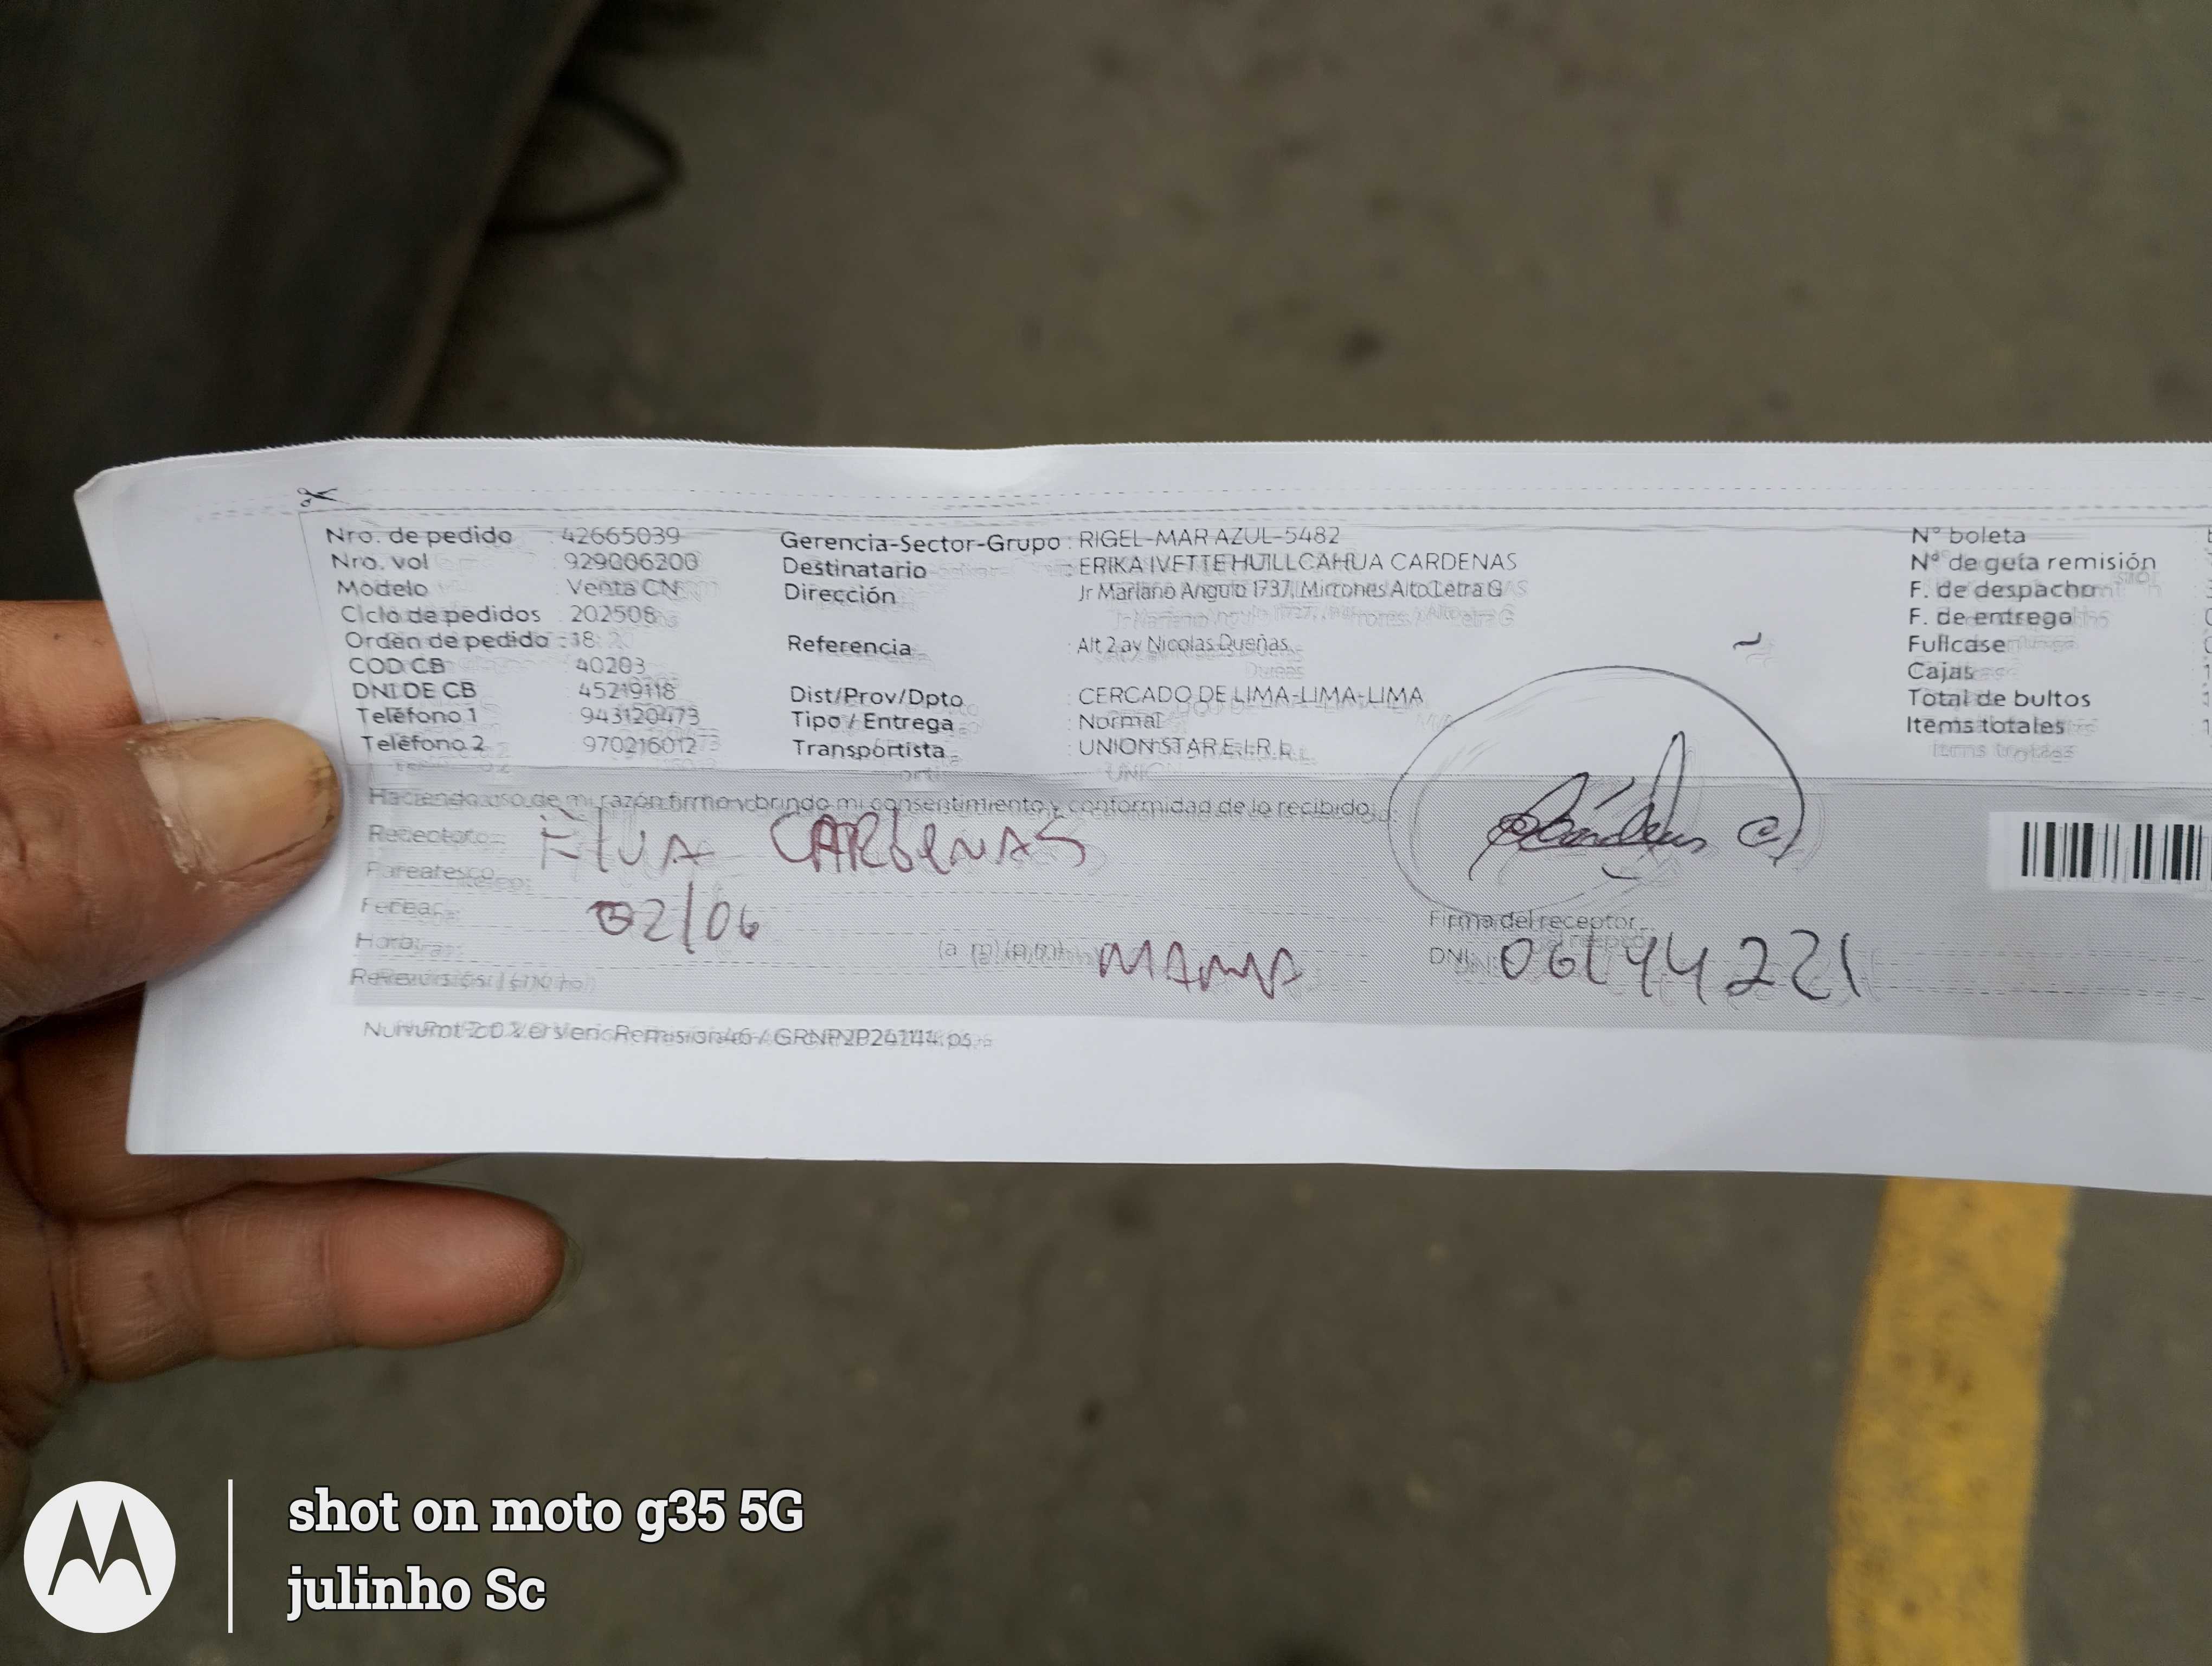 Nro. de pedido : 42665039
Nro. vol : 929006200
Modelo : Venta CN
Ciclo de pedidos : 202508
Orden de pedido : 18
COD CB : 40203
DNI DE CB : 45219118
Teléfono 1 : 943120473
Teléfono 2 : 970216012
Gerencia-Sector-Grupo : RIGEL-MAR AZUL-5482
Destinatario : ERIKA IVETTE HUILLCAHUA CARDENAS
Dirección : Jr Mariano Angulo 1737, Mirrones Alto Letra G
Referencia : Alt 2 av Nicolas Dueñas
Dist/Prov/Dpto : CERCADO DE LIMA-LIMA-LIMA
Tipo / Entrega : Normal
Transportista : UNION STAR E.I.R.L
N° boleta
N° de guía remisión
F. de despacho
F. de entrega
Fullcase
Cajas
Total de bultos
Items totales
Haciendo uso de mi razón firmo y brindo mi consentimiento y conformidad de lo recibido:
Receptor: CARDENAS
Parentesco:
Fecha: 02/06
Hora: (a.m)(p.m) MAMA
Firma del receptor
DNI: 06144221
shot on moto g35 5G
julinho Sc